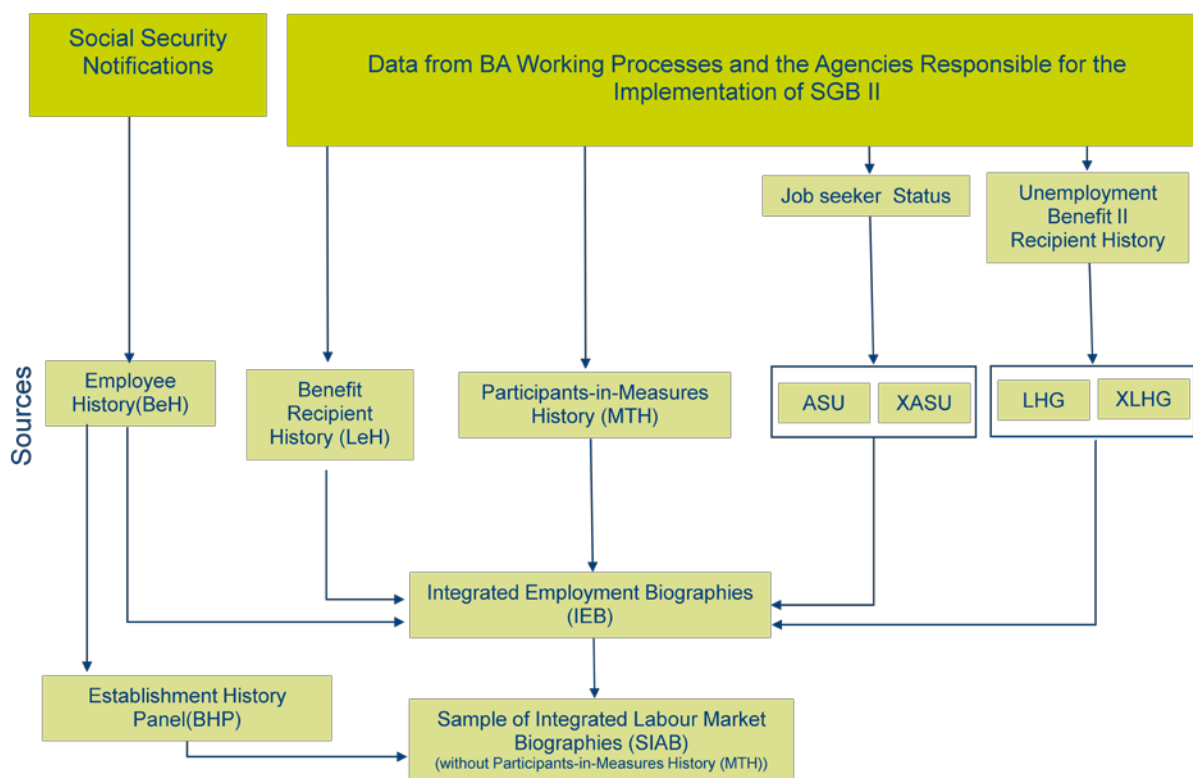 Social Security
Notifications
Data from BA Working Processes and the Agencies Responsible for the
Implementation of SGB II
Job seeker Status
Unemployment
Benefit II
Recipient History
Sources
Employee
History(BeH)
Benefit
Recipient
History (LeH)
Participants-in-Measures
History (MTH)
ASU
XASU
LHG
XLHG
Integrated Employment Biographies
(IEB)
Establishment History
Panel(BHP)
Sample of Integrated Labour Market
Biographies (SIAB)
(without Participants-in-Measures History (MTH))